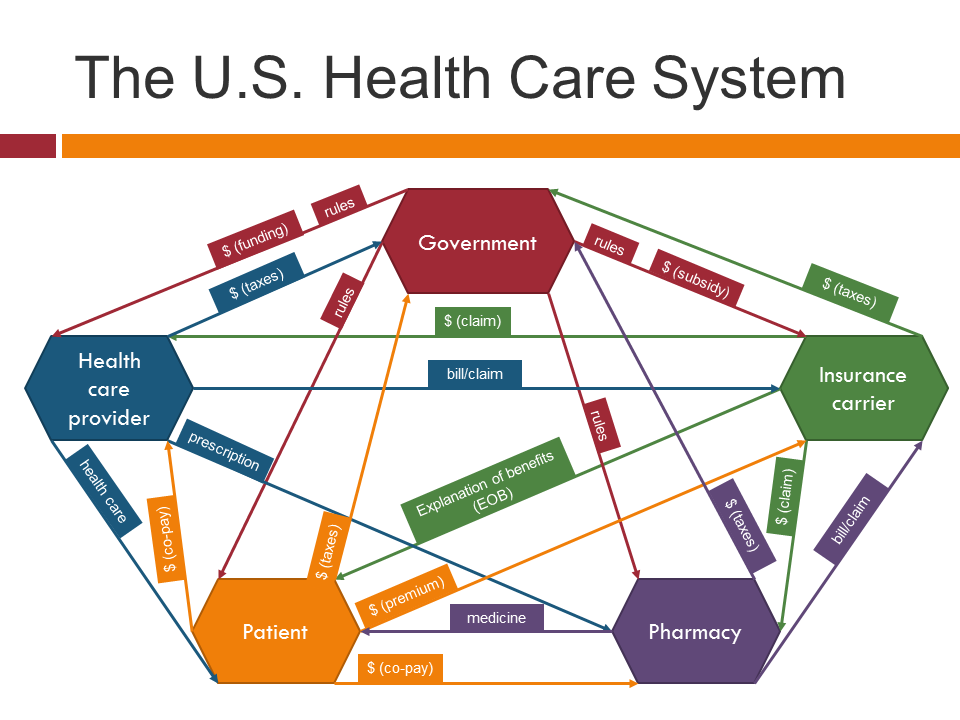 The U.S. Health Care System
rules
$ (funding)
$ (taxes)
rules
Government
rules
$ (subsidy)
$ (taxes)
$ (claim)
Health
care
provider
bill/claim
Insurance
carrier
prescription
health care
$ (co-pay)
$ (taxes)
Explanation of benefits
(EOB)
rules
$ (taxes)
$ (claim)
bill/claim
$ (premium)
medicine
Patient
Pharmacy
$ (co-pay)